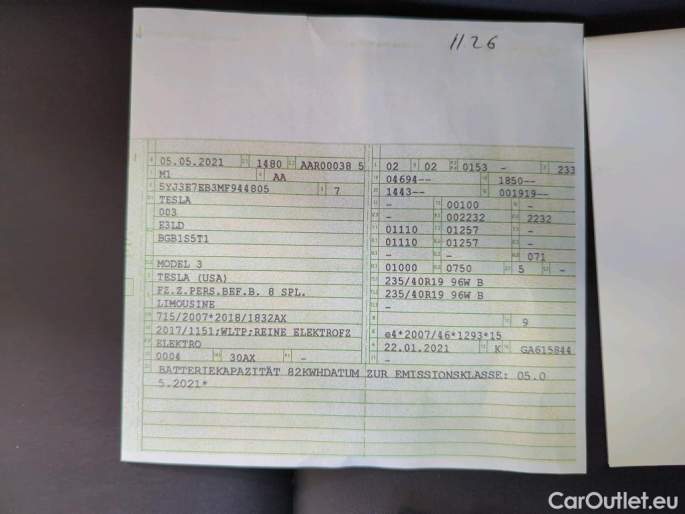 1126
05.05.2021 1480 AAR00038 5
M1 AA
5YJ3E7EB3MF944805 7
TESLA
003
E3LD
BGB1S5T1
MODEL 3
TESLA (USA)
FZ.Z.PERS.BEF.B. 8 SPL.
LIMOUSINE
715/2007*2018/1832AX
2017/1151;WLTP;REINE ELEKTROFZ
ELEKTRO
0004 30AX -
02 02 0153 - 233
04694-- 1850--
1443-- 001919--
- 00100 -
- 002232 2232
01110 01257 -
01110 01257 -
- - 071
01000 0750 5 -
235/40R19 96W B
235/40R19 96W B
-
9
e4*2007/46*1293*15
22.01.2021 K GA615844
BATTERIEKAPAZITÄT 82KWHDATUM ZUR EMISSIONSKLASSE: 05.0
5.2021*
CarOutlet.eu